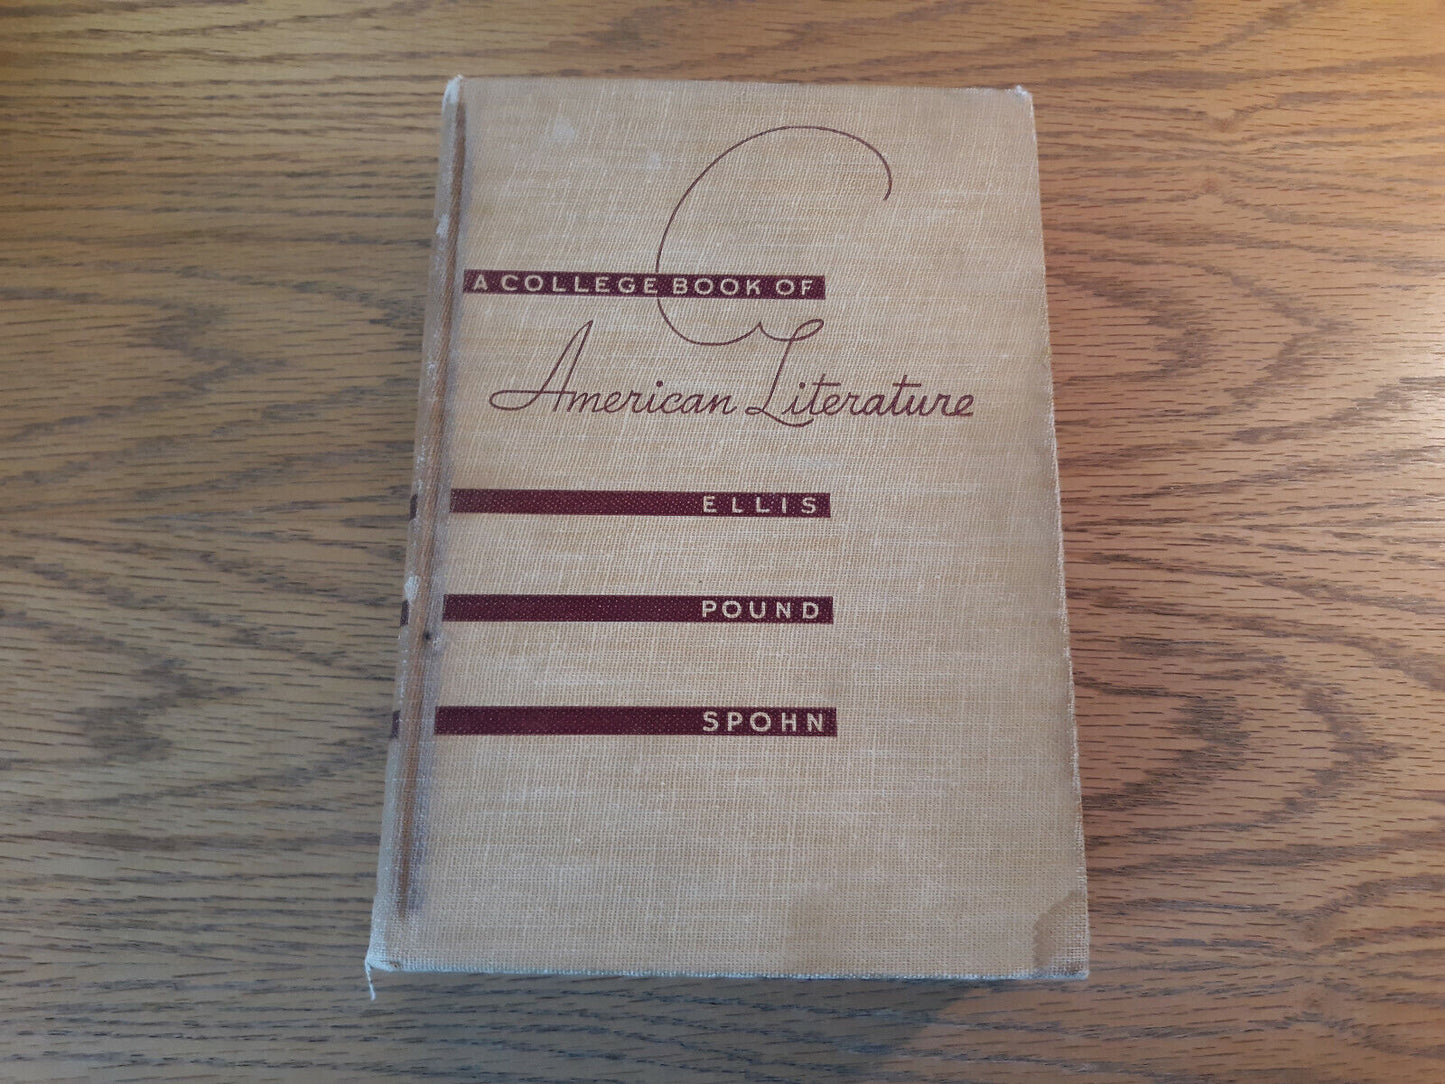 A COLLEGE BOOK OF
American Literature
ELLIS
POUND
SPOHN